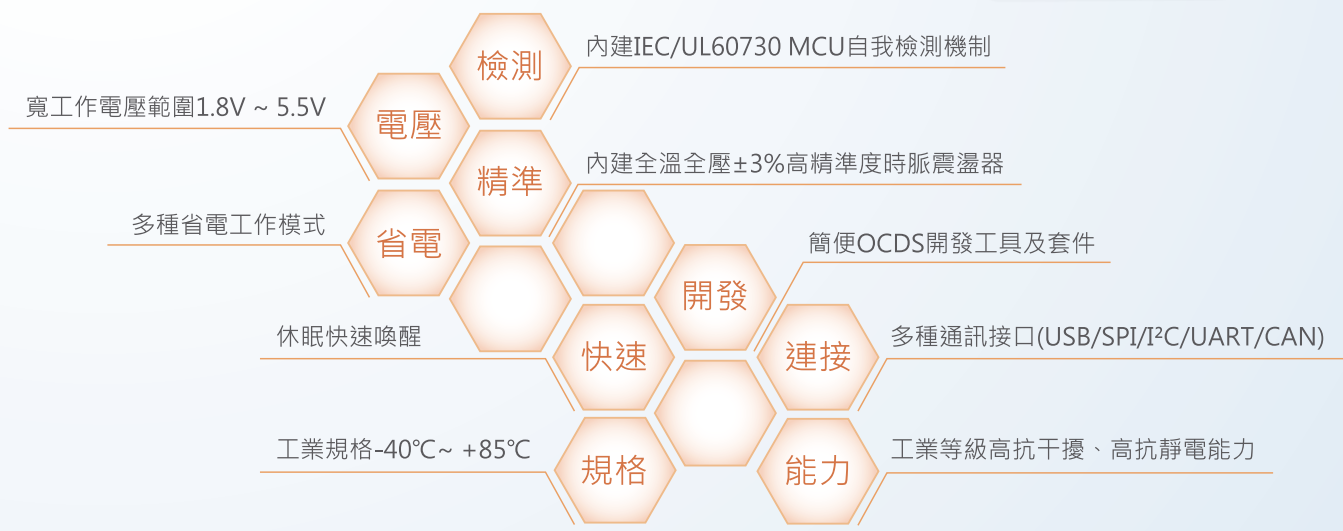 檢測
內建IEC/UL60730 MCU自我檢測機制
寬工作電壓範圍1.8V ~ 5.5V
電壓
精準
內建全溫全壓±3%高精準度時脈震盪器
多種省電工作模式
省電
簡便OCDS開發工具及套件
開發
休眠快速喚醒
快速
連接
多種通訊接口(USB/SPI/I²C/UART/CAN)
工業規格-40℃~ +85℃
規格
能力
工業等級高抗干擾、高抗靜電能力